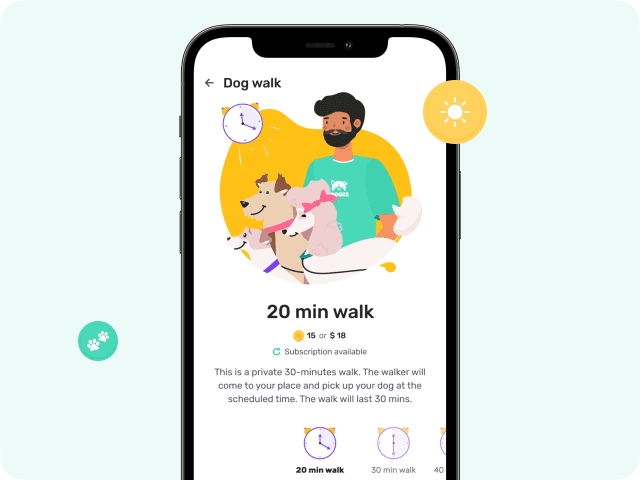 Dog walk
20 min walk
15 or $ 18
Subscription available
This is a private 30-minutes walk. The walker will
come to your place and pick up your dog at the
scheduled time. The walk will last 30 mins.
20 min walk 30 min walk 40